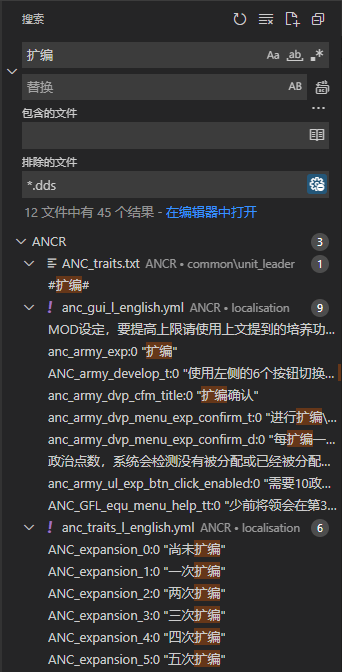 搜索
扩编
Aa ab .*
替换
AB
...
包含的文件
排除的文件
*.dds
12 文件中有 45 个结果 - 在编辑器中打开
ANCR 3
ANC_traits.txt ANCR • common\unit_leader 1
#扩编#
! anc_gui_l_english.yml ANCR • localisation 9
MOD设定，要提高上限请使用上文提到的培养功...
anc_army_exp:0 "扩编"
ANC_army_develop_t:0 "使用左侧的6个按钮切换...
anc_army_dvp_cfm_title:0 "扩编确认"
anc_army_dvp_menu_exp_confirm_t:0 "进行扩编\...
anc_army_dvp_menu_exp_confirm_d:0 "每扩编一...
政治点数，系统会检测没有被分配或已经被分配...
anc_army_ul_exp_btn_click_enabled:0 "需要10政...
ANC_GFL_equ_menu_help_tt:0 "少前将领会在第3...
! anc_traits_l_english.yml ANCR • localisation 6
ANC_expansion_0:0 "尚未扩编"
ANC_expansion_1:0 "一次扩编"
ANC_expansion_2:0 "两次扩编"
ANC_expansion_3:0 "三次扩编"
ANC_expansion_4:0 "四次扩编"
ANC_expansion_5:0 "五次扩编"